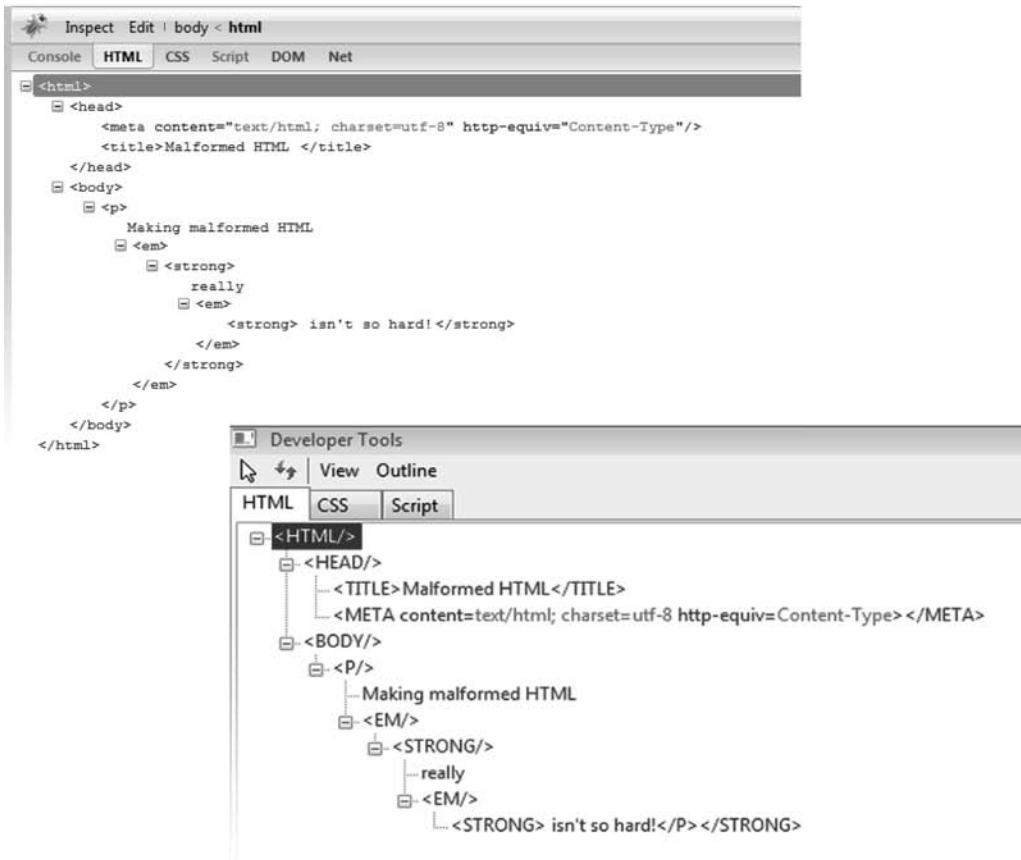 Inspect Edit | body < html
Console HTML CSS Script DOM Net
<html>
<head>
<meta content="text/html; charset=utf-8" http-equiv="Content-Type"/>
<title>Malformed HTML </title>
</head>
<body>
<p>
Making malformed HTML
<em>
<strong>
really
<em>
<strong> isn't so hard!</strong>
</em>
</strong>
</em>
</p>
</body>
</html>
Developer Tools
View Outline
HTML CSS Script
<HTML/>
<HEAD/>
<TITLE>Malformed HTML</TITLE>
<META content=text/html; charset=utf-8 http-equiv=Content-Type></META>
<BODY/>
<P/>
Making malformed HTML
<EM/>
<STRONG/>
really
<EM/>
<STRONG> isn't so hard!</P></STRONG>